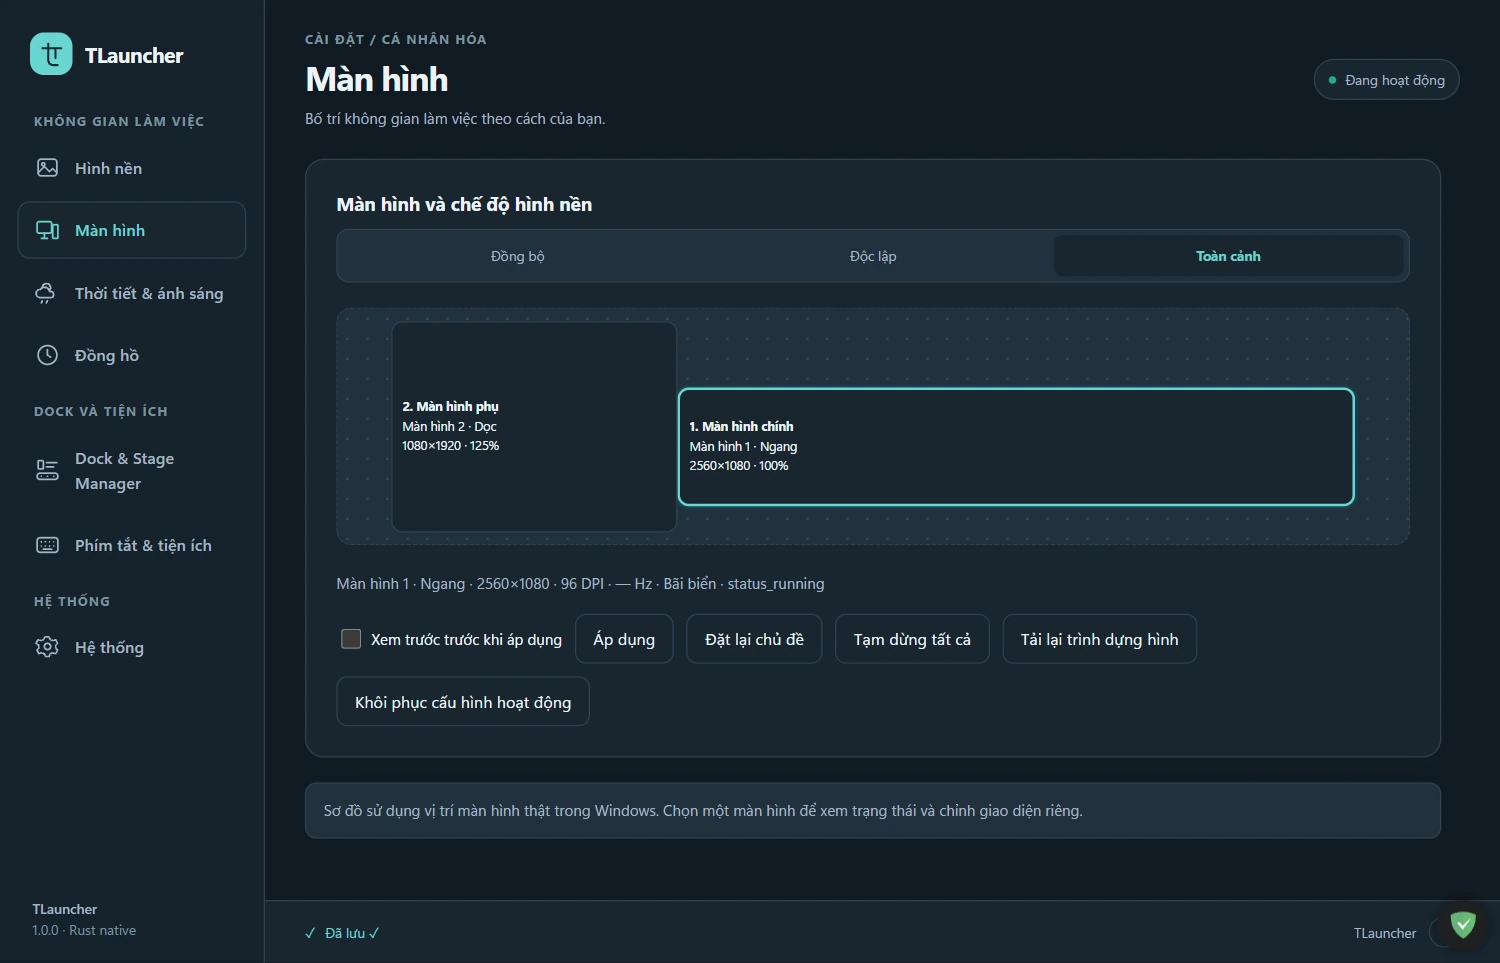 TLauncher
KHÔNG GIAN LÀM VIỆC
Hình nền
Màn hình
Thời tiết & ánh sáng
Đồng hồ
DOCK VÀ TIỆN ÍCH
Dock & Stage
Manager
Phím tắt & tiện ích
HỆ THỐNG
Hệ thống
TLauncher
1.0.0 · Rust native
CÀI ĐẶT / CÁ NHÂN HÓA
Màn hình
Bố trí không gian làm việc theo cách của bạn.
Đang hoạt động
Màn hình và chế độ hình nền
Đồng bộ
Độc lập
Toàn cảnh
2. Màn hình phụ
Màn hình 2 · Dọc
1080×1920 · 125%
1. Màn hình chính
Màn hình 1 · Ngang
2560×1080 · 100%
Màn hình 1 · Ngang · 2560×1080 · 96 DPI · — Hz · Bãi biển · status_running
Xem trước trước khi áp dụng
Áp dụng
Đặt lại chủ đề
Tạm dừng tất cả
Tải lại trình dựng hình
Khôi phục cấu hình hoạt động
Sơ đồ sử dụng vị trí màn hình thật trong Windows. Chọn một màn hình để xem trạng thái và chỉnh giao diện riêng.
✓ Đã lưu ✓
TLauncher